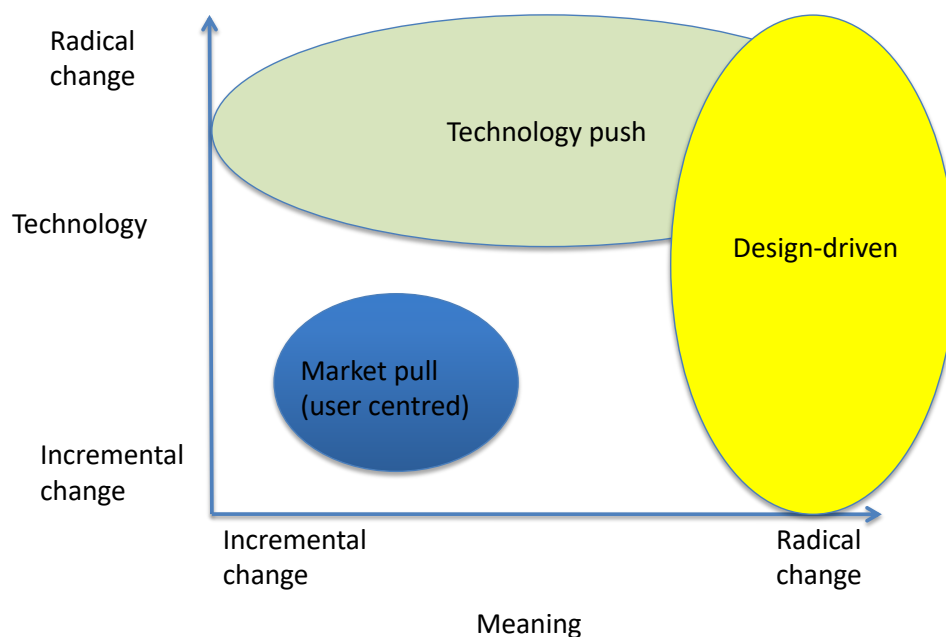 Radical
change
Technology push
Technology
Design-driven
Market pull
(user centred)
Incremental
change
Incremental
change
Radical
change
Meaning